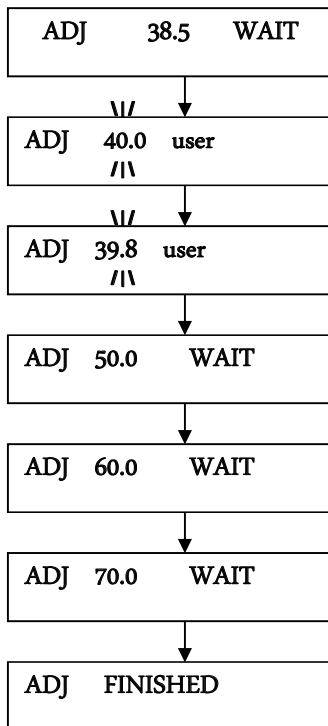 ADJ 38.5 WAIT
ADJ 40.0 user
ADJ 39.8 user
ADJ 50.0 WAIT
ADJ 60.0 WAIT
ADJ 70.0 WAIT
ADJ FINISHED